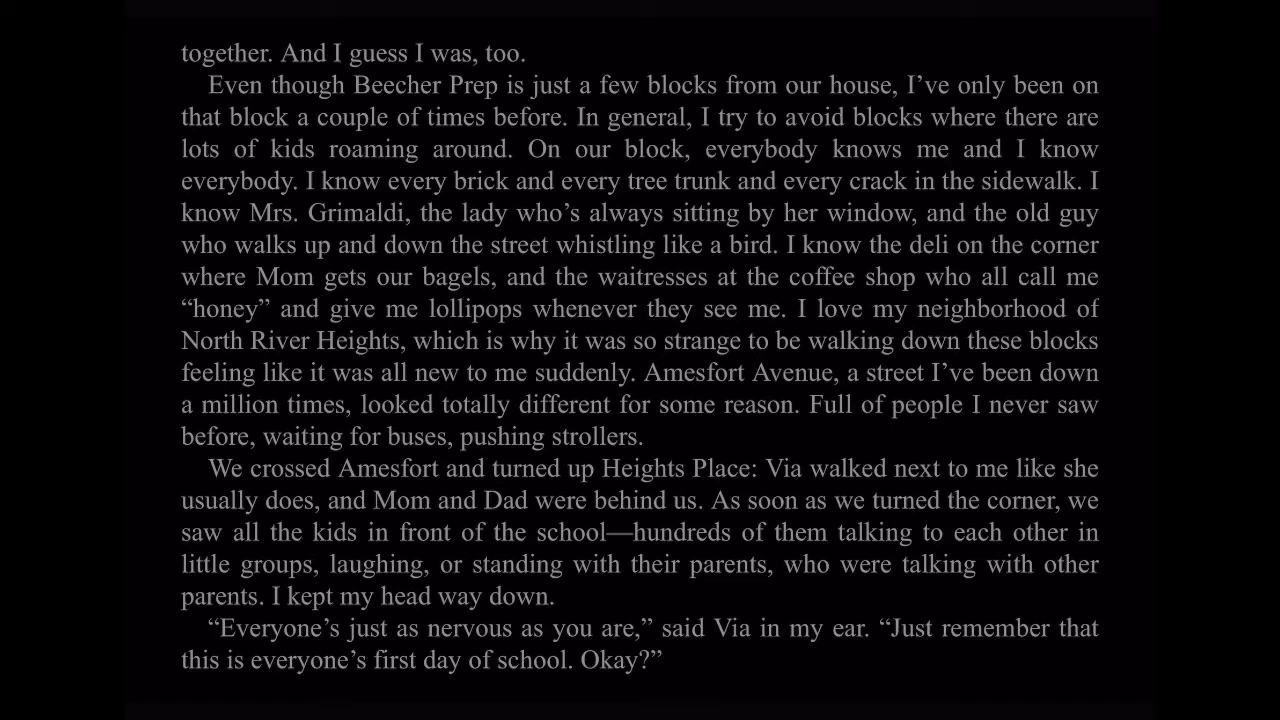 together. And I guess I was, too.
Even though Beecher Prep is just a few blocks from our house, I’ve only been on
that block a couple of times before. In general, I try to avoid blocks where there are
lots of kids roaming around. On our block, everybody knows me and I know
everybody. I know every brick and every tree trunk and every crack in the sidewalk. I
know Mrs. Grimaldi, the lady who’s always sitting by her window, and the old guy
who walks up and down the street whistling like a bird. I know the deli on the corner
where Mom gets our bagels, and the waitresses at the coffee shop who all call me
“honey” and give me lollipops whenever they see me. I love my neighborhood of
North River Heights, which is why it was so strange to be walking down these blocks
feeling like it was all new to me suddenly. Amesfort Avenue, a street I’ve been down
a million times, looked totally different for some reason. Full of people I never saw
before, waiting for buses, pushing strollers.
We crossed Amesfort and turned up Heights Place: Via walked next to me like she
usually does, and Mom and Dad were behind us. As soon as we turned the corner, we
saw all the kids in front of the school—hundreds of them talking to each other in
little groups, laughing, or standing with their parents, who were talking with other
parents. I kept my head way down.
“Everyone’s just as nervous as you are,” said Via in my ear. “Just remember that
this is everyone’s first day of school. Okay?”